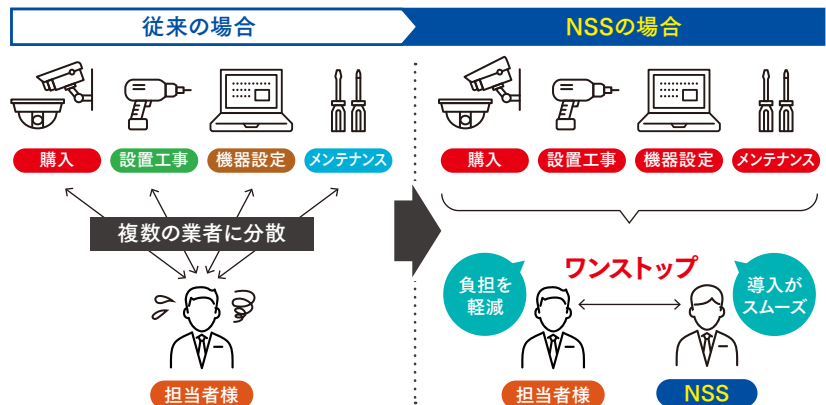 従来の場合
NSSの場合
購入
設置工事
機器設定
メンテナンス
複数の業者に分散
担当者様
購入
設置工事
機器設定
メンテナンス
ワンストップ
負担を
軽減
導入が
スムーズ
担当者様
NSS